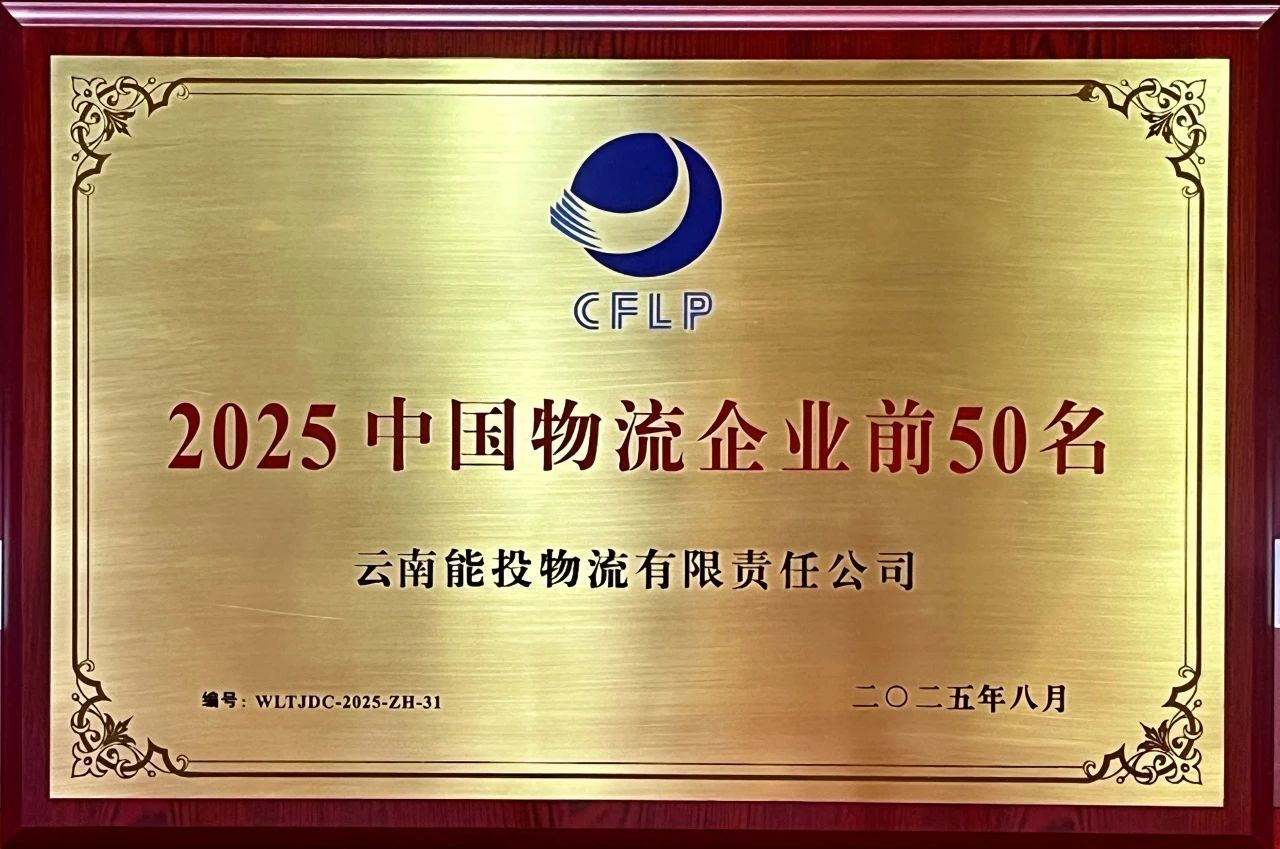 CFLP
2025中国物流企业前50名
云南能投物流有限责任公司
编号：WLTJDC-2025-ZH-31
二〇二五年八月